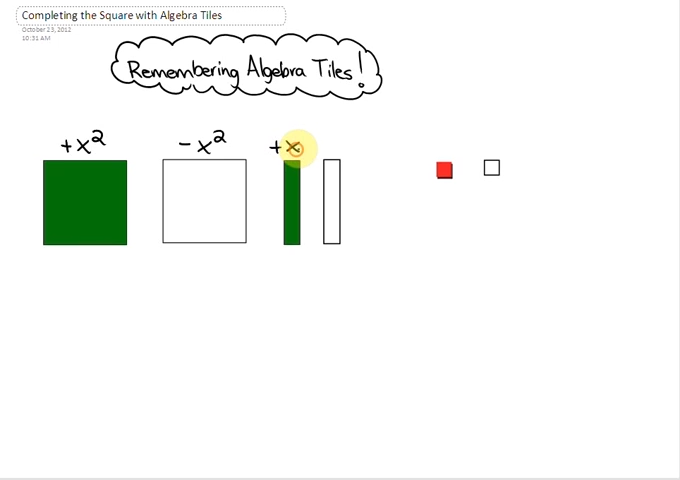 Completing the Square with Algebra Tiles
October 23, 2012
10:31 AM
Remembering Algebra Tiles!
+x² -x² +x